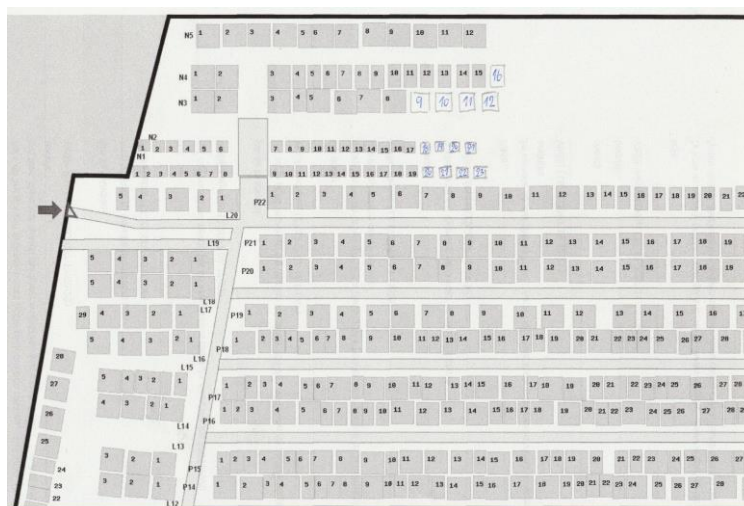 N5 1 2 3 4 5 6 7 8 9 10 11 12
N4 1 2 3 4 5 6 7 8 9 10 11 12 13 14 15 16
N3 1 2 3 4 5 6 7 8 9 10 11 12
N2
1 2 3 4 5 6 7 8 9 10 11 12 13 14 15 16 17
N1
1 2 3 4 5 6 7 8 9 10 11 12 13 14 15 16 17 18 19
5 4 3 2 1 P22 1 2 3 4 5 6 7 8 9 10 11 12 13 14 15 16 17 18 19 20 21 22
L20
L19 P21 1 2 3 4 5 6 7 8 9 10 11 12 13 14 15 16 17 18 19
5 4 3 2 1
P20 1 2 3 4 5 6 7 8 9 10 11 12 13 14 15 16 17 18 19
5 4 3 2 1
L18
29 4 3 2 1 L17 P19 1 2 3 4 5 6 7 8 9 10 11 12 13 14 15 16
5 4 3 2 1 P18 1 2 3 4 5 6 7 8 9 10 11 12 13 14 15 16 17 18 19 20 21 22 23 24 25 26 27 28
L16
28
L15
27 5 4 3 2 1 P17 1 2 3 4 5 6 7 8 9 10 11 12 13 14 15 16 17 18 19 20 21 22 23 24 25 26 27
26 4 3 2 1 P16 1 2 3 4 5 6 7 8 9 10 11 12 13 14 15 16 17 18 19 20 21 22 23 24 25 26 27 28
L14
25
L13
24 3 2 1 P15 1 2 3 4 5 6 7 8 9 10 11 12 13 14 15 16 17 18 19 20 21 22 23 24 25 26 27
23 3 2 1 P14 1 2 3 4 5 6 7 8 9 10 11 12 13 14 15 16 17 18 19 20 21 22 23 24 25 26 27 28
22 L12